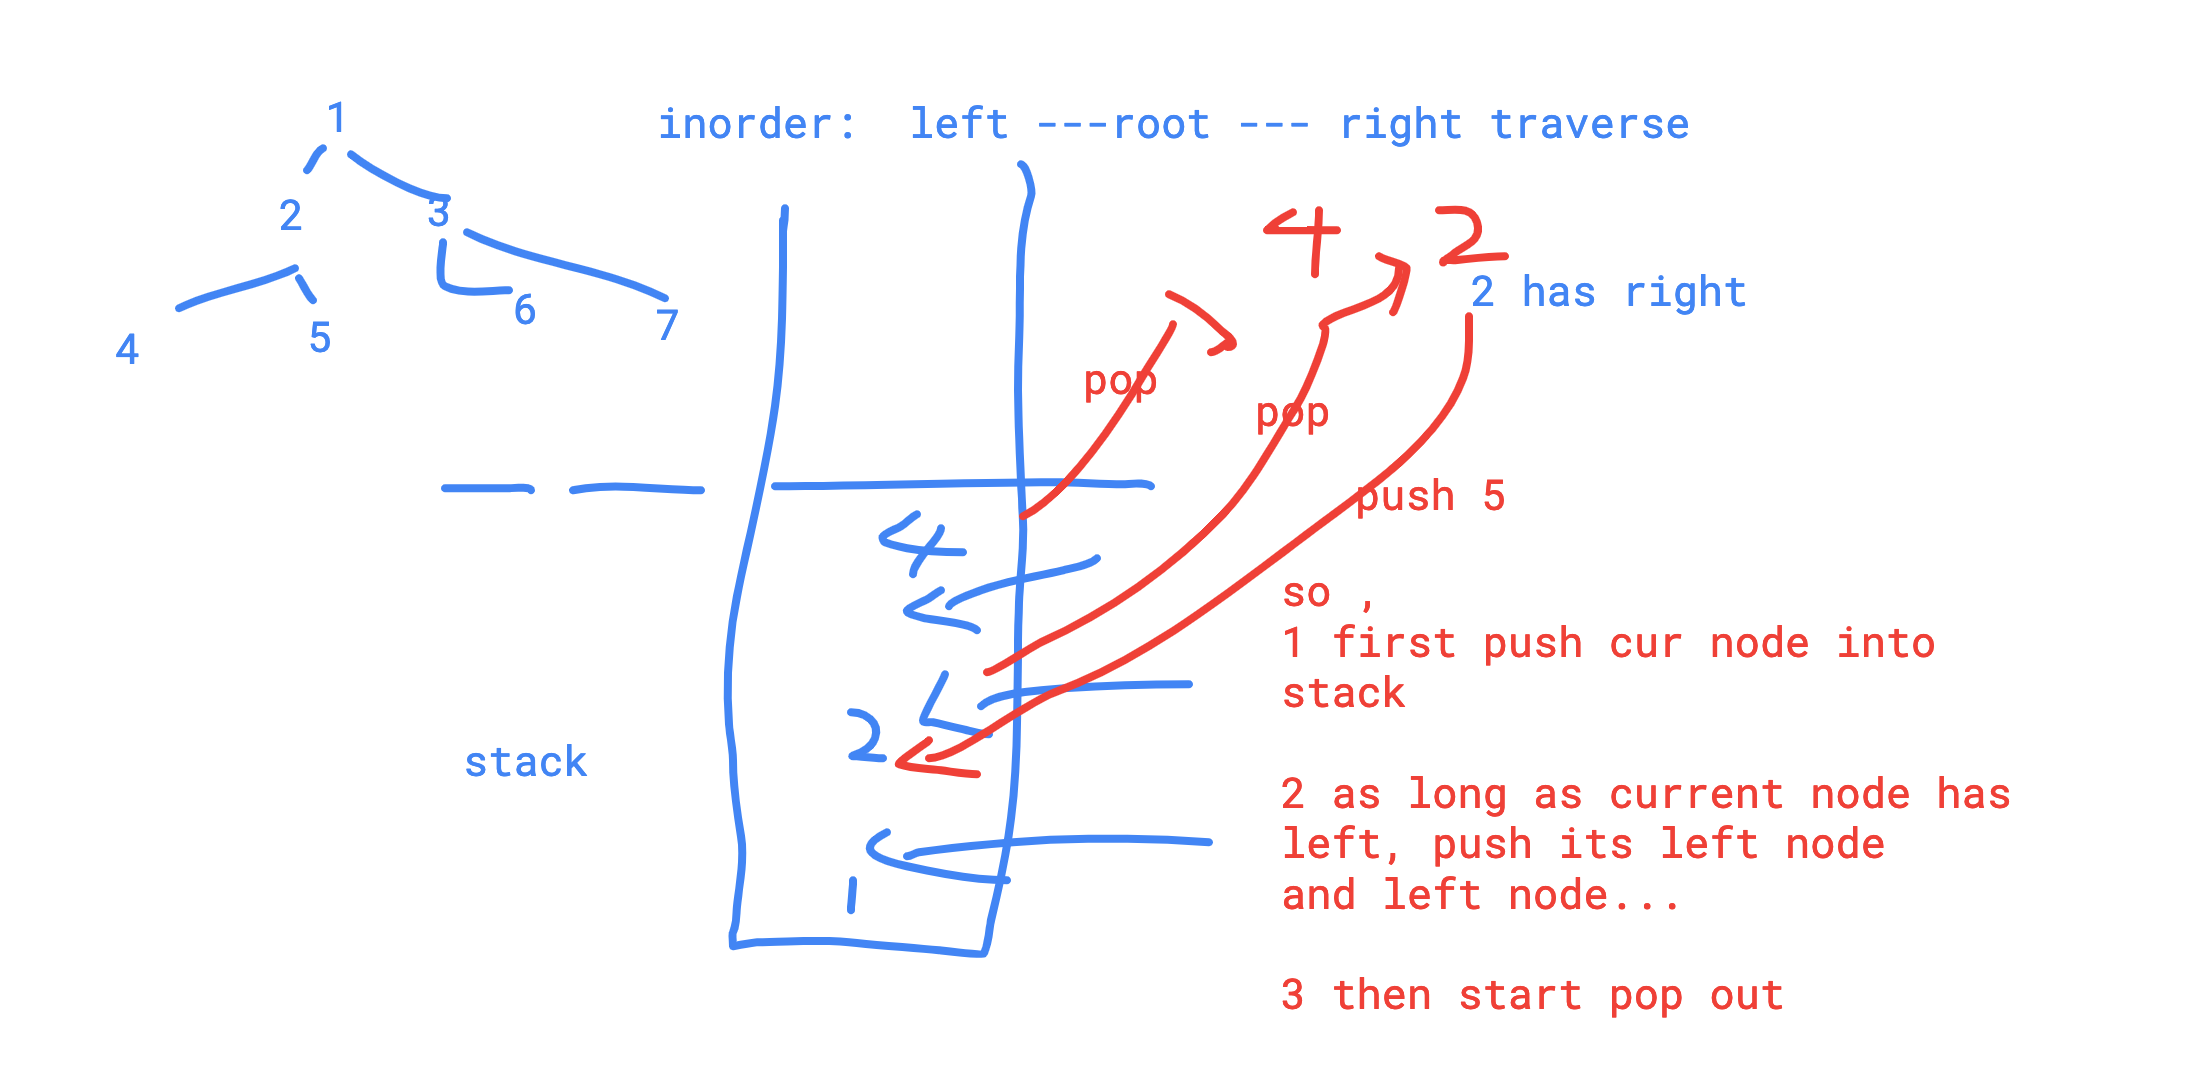 inorder: left ---root --- right traverse
1
2
3
4
5
6
7
4 2
2 has right
pop
pop
push 5
4
2
1
stack
so ,
1 first push cur node into
stack
2 as long as current node has
left, push its left node
and left node...
3 then start pop out